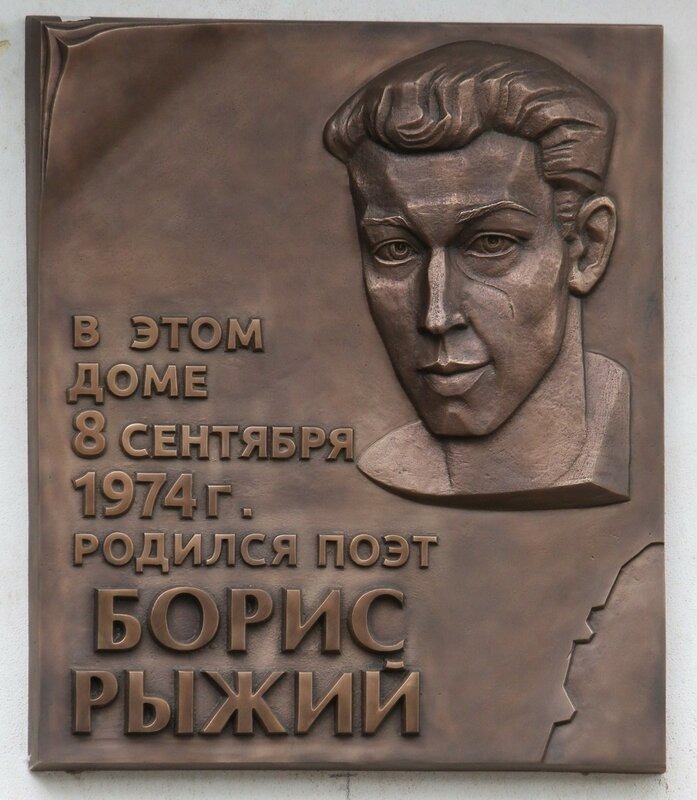 В ЭТОМ
ДОМЕ
8 СЕНТЯБРЯ
1974 г.
РОДИЛСЯ ПОЭТ
БОРИС
РЫЖИЙ